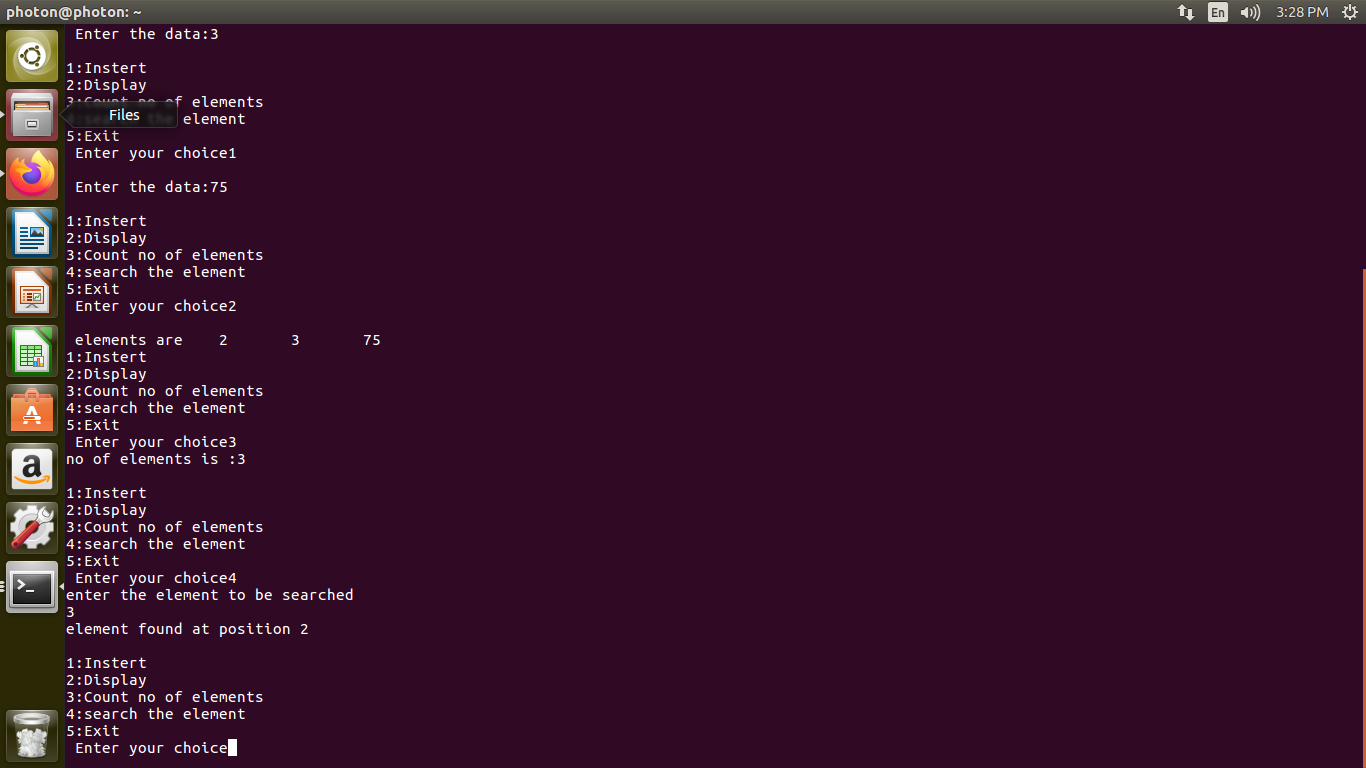 photon@photon: ~
En
3:28 PM
Enter the data:3
1:Instert
2:Display
3:Count no of elements
Files
4:search the element
5:Exit
Enter your choice1
Enter the data:75
1:Instert
2:Display
3:Count no of elements
4:search the element
5:Exit
Enter your choice2
elements are 2 3 75
1:Instert
2:Display
3:Count no of elements
4:search the element
5:Exit
Enter your choice3
no of elements is :3
1:Instert
2:Display
3:Count no of elements
4:search the element
5:Exit
Enter your choice4
enter the element to be searched
3
element found at position 2
1:Instert
2:Display
3:Count no of elements
4:search the element
5:Exit
Enter your choice